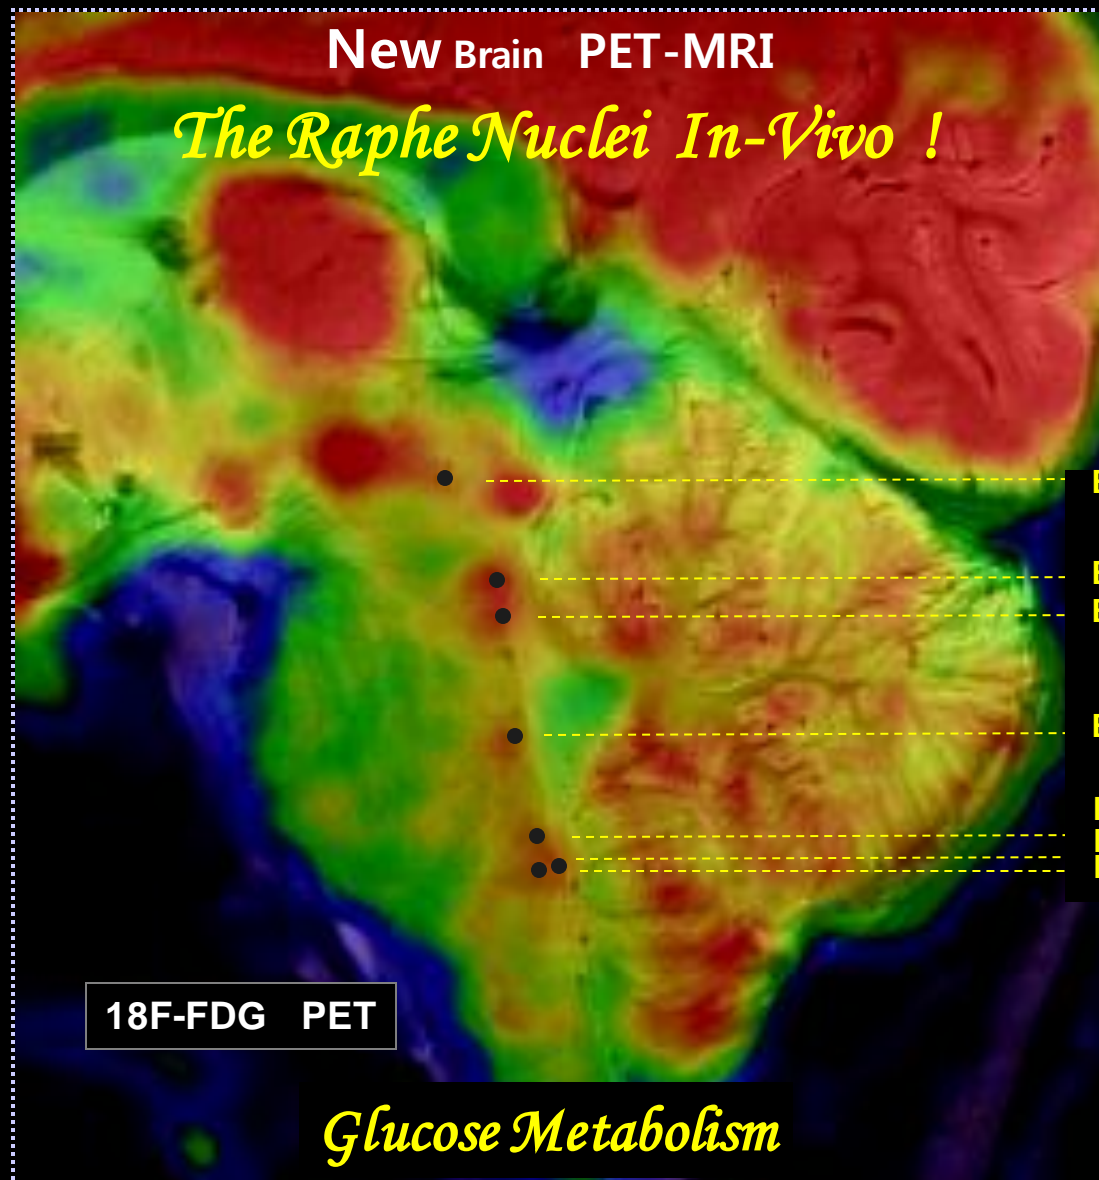 New Brain PET-MRI
The Raphe Nuclei In-Vivo !
18F-FDG PET
Glucose Metabolism